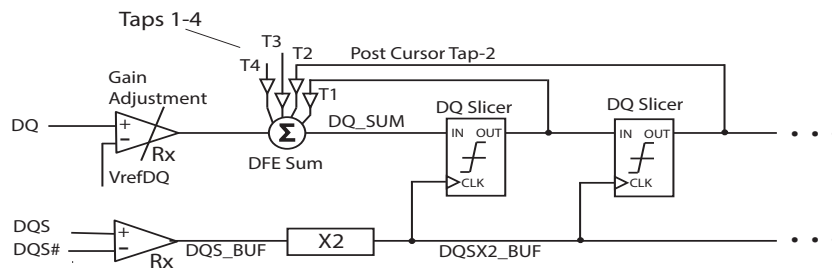 Taps 1-4
T3
T4
T2
Post Cursor Tap-2
T1
Gain
Adjustment
DQ Slicer
DQ Slicer
DQ
+
−
Rx
Σ
DQ_SUM
IN OUT
IN OUT
VrefDQ
DFE Sum
CLK
CLK
DQS
DQS#
+
−
Rx
DQS_BUF
X2
DQSX2_BUF